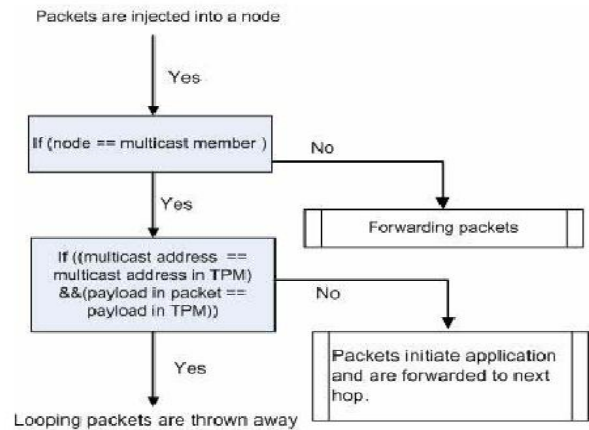 Packets are injected into a node
Yes
If (node == multicast member )
No
Yes
Forwarding packets
If ((multicast address ==
multicast address in TPM)
&&(payload in packet ==
payload in TPM))
No
Packets initiate application
and are forwarded to next
hop.
Yes
Looping packets are thrown away